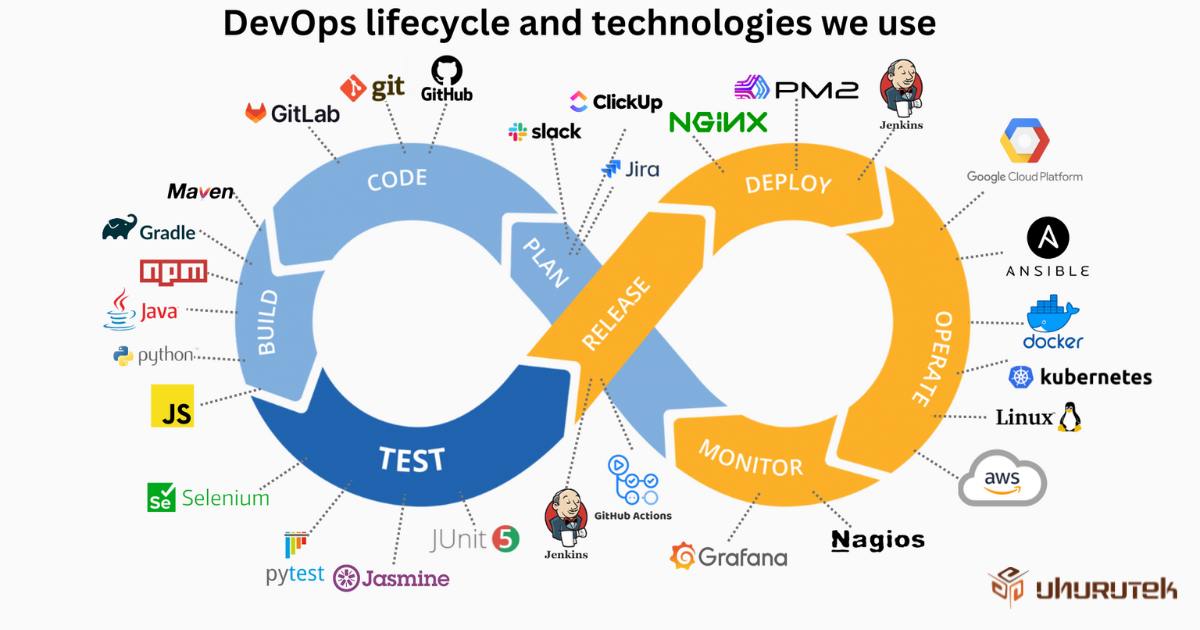 DevOps lifecycle and technologies we use
GitLab
git
GitHub
slack
ClickUp
Jira
NGINX
PM2
Jenkins
Google Cloud Platform
Maven
Gradle
npm
Java
python
JS
CODE
PLAN
BUILD
TEST
RELEASE
DEPLOY
OPERATE
MONITOR
ANSIBLE
docker
kubernetes
Linux
aws
Se Selenium
pytest
Jasmine
JUnit 5
Jenkins
GitHub Actions
Grafana
Nagios
UHURUTEK